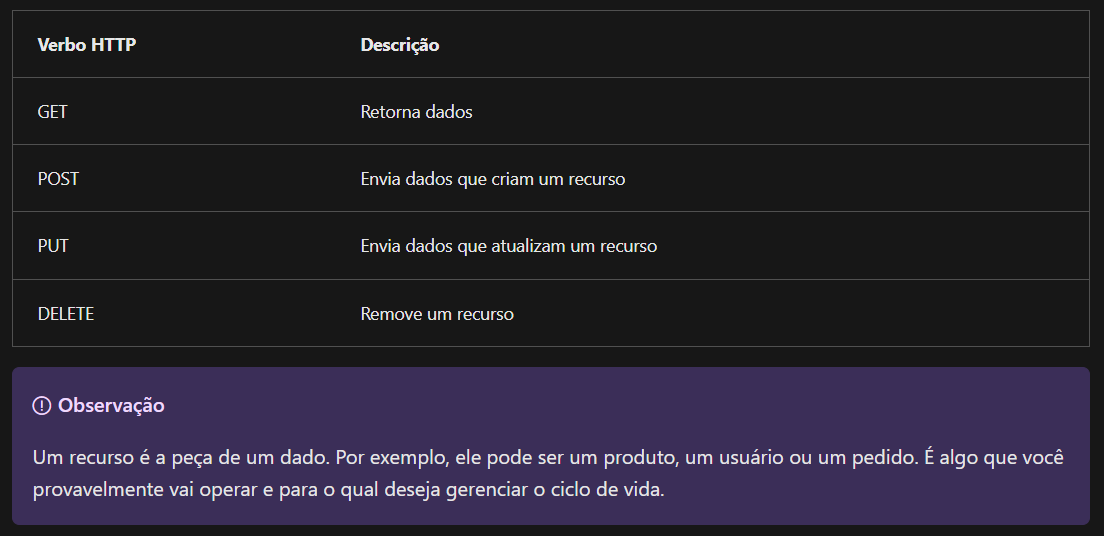 Verbo HTTP Descrição
GET Retorna dados
POST Envia dados que criam um recurso
PUT Envia dados que atualizam um recurso
DELETE Remove um recurso
Observação
Um recurso é a peça de um dado. Por exemplo, ele pode ser um produto, um usuário ou um pedido. É algo que você
provavelmente vai operar e para o qual deseja gerenciar o ciclo de vida.